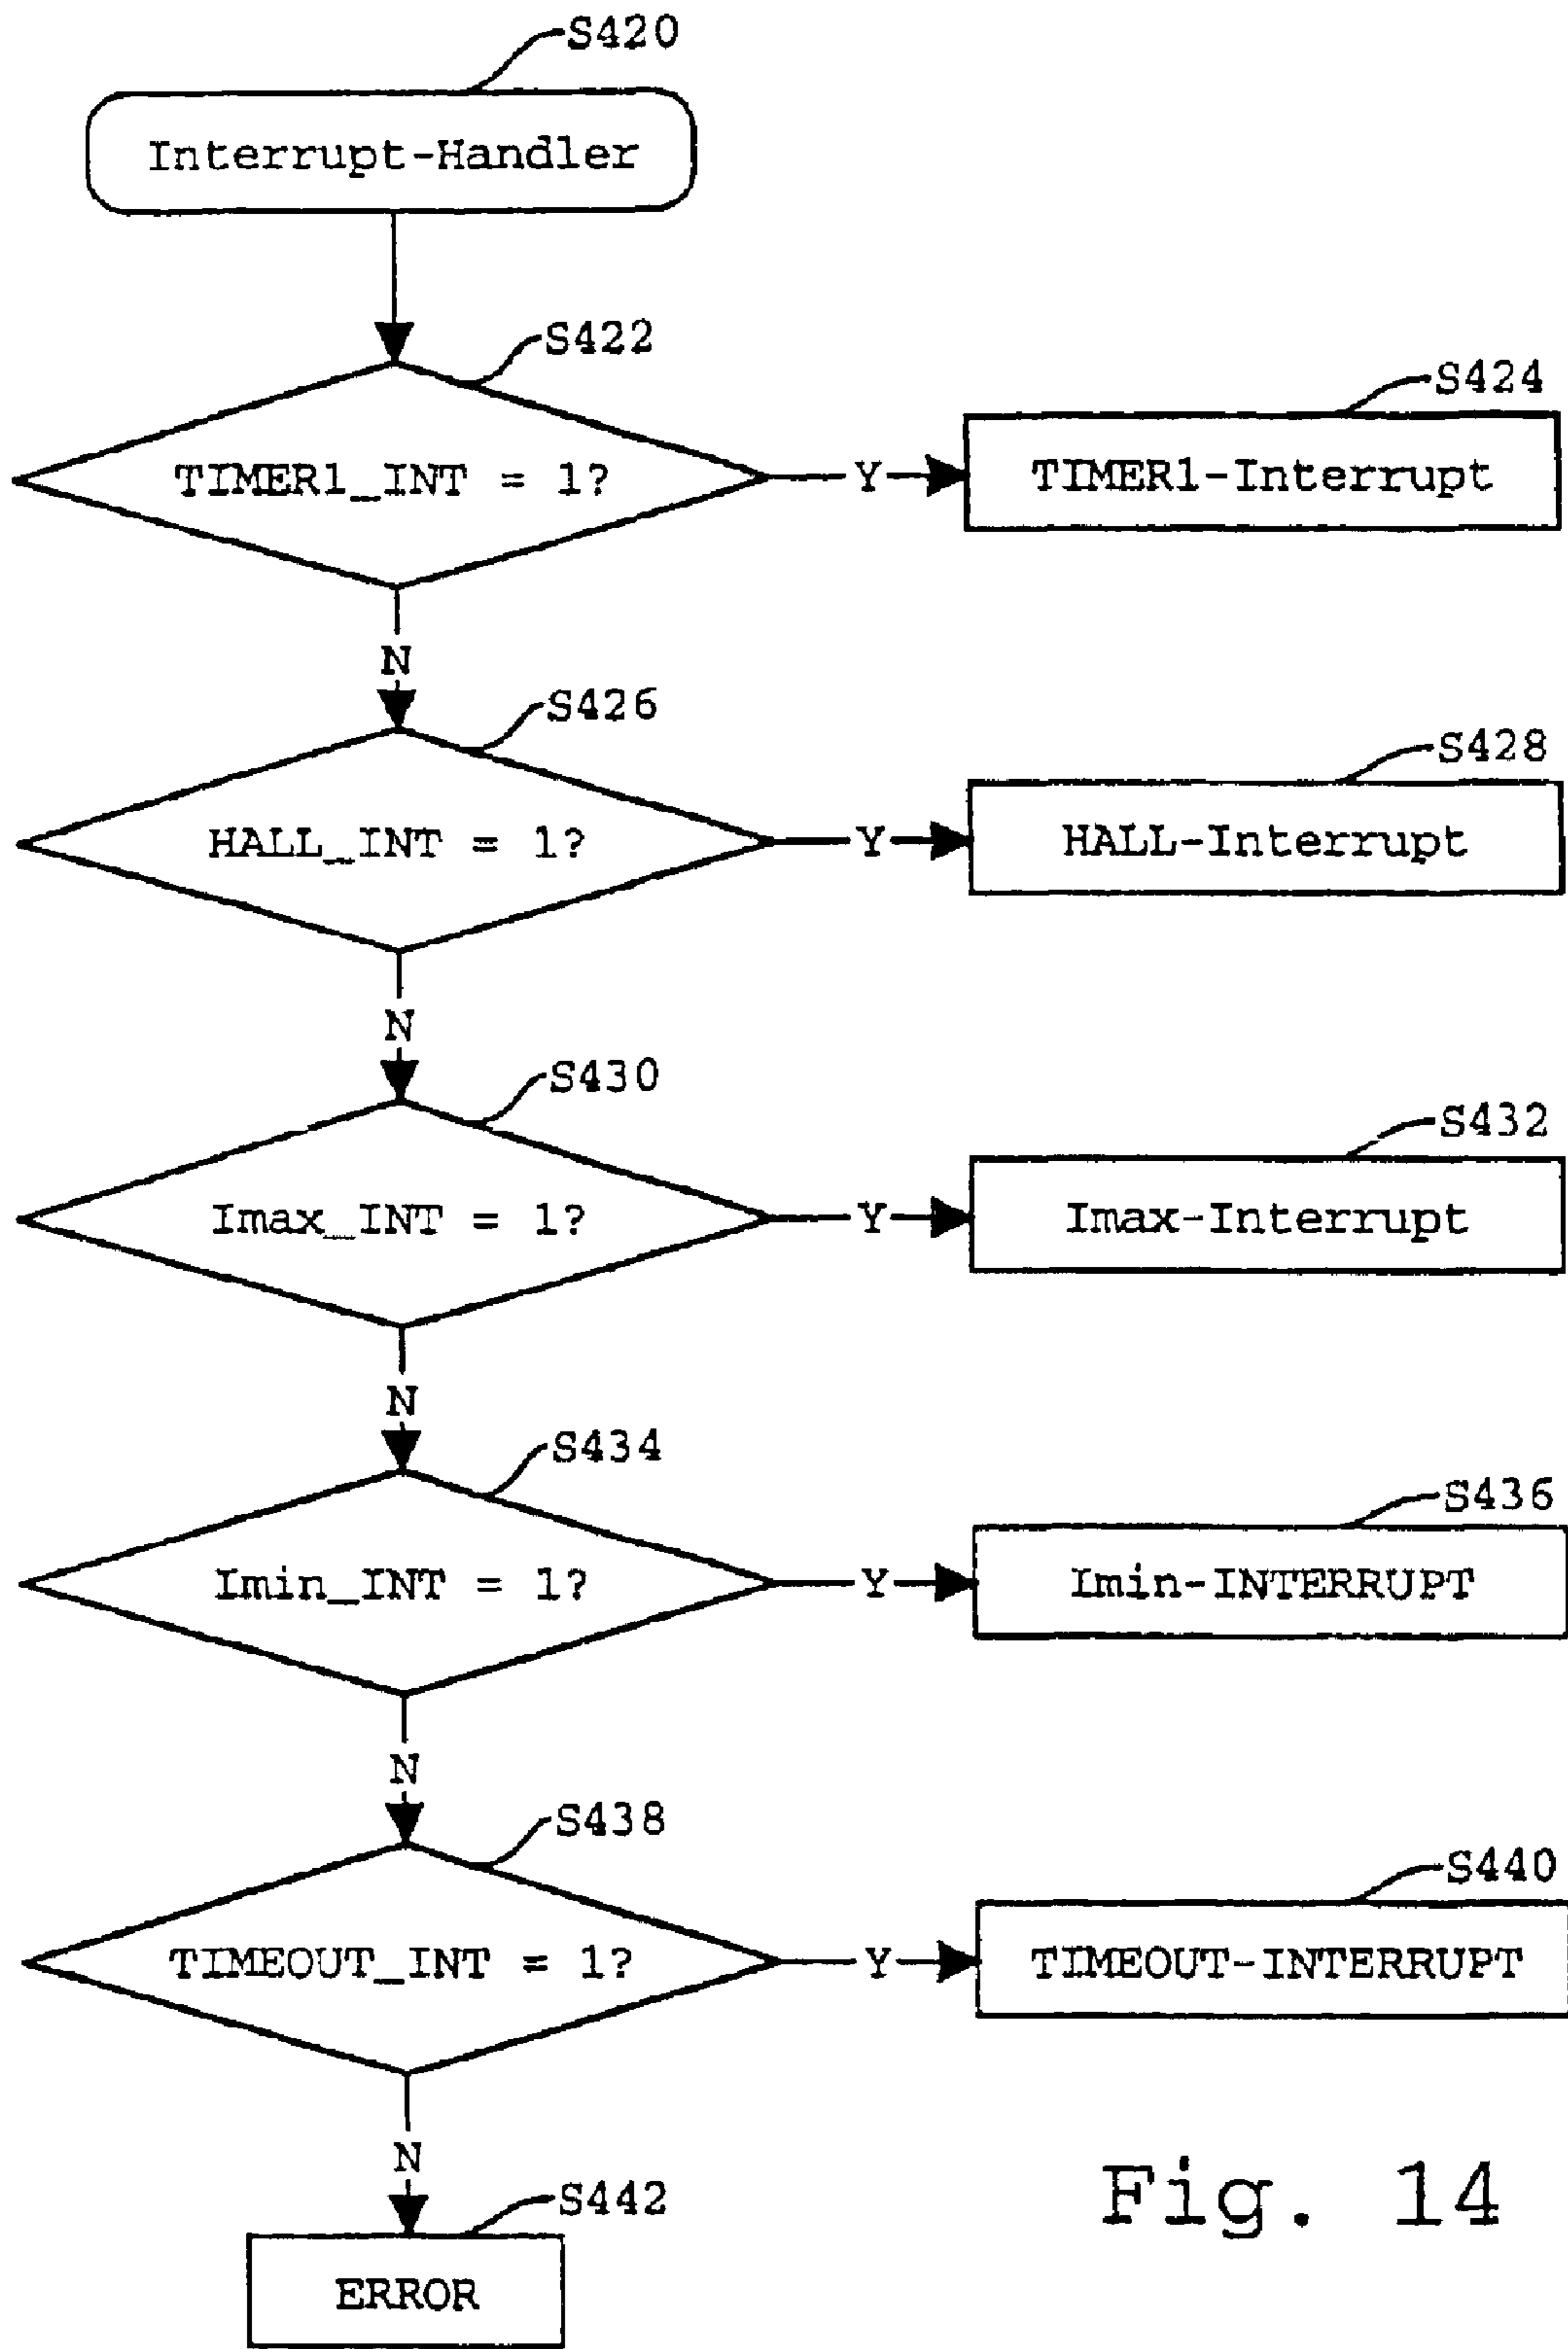 S420
Interrupt-Handler
S422
TIMER1_INT = 1?
Y
S424
TIMER1-Interrupt
N
S426
HALL_INT = 1?
Y
S428
HALL-Interrupt
N
S430
Imax_INT = 1?
Y
S432
Imax-Interrupt
N
S434
Imin_INT = 1?
Y
S436
Imin-INTERRUPT
N
S438
TIMEOUT_INT = 1?
Y
S440
TIMEOUT-INTERRUPT
N
S442
ERROR
Fig. 14